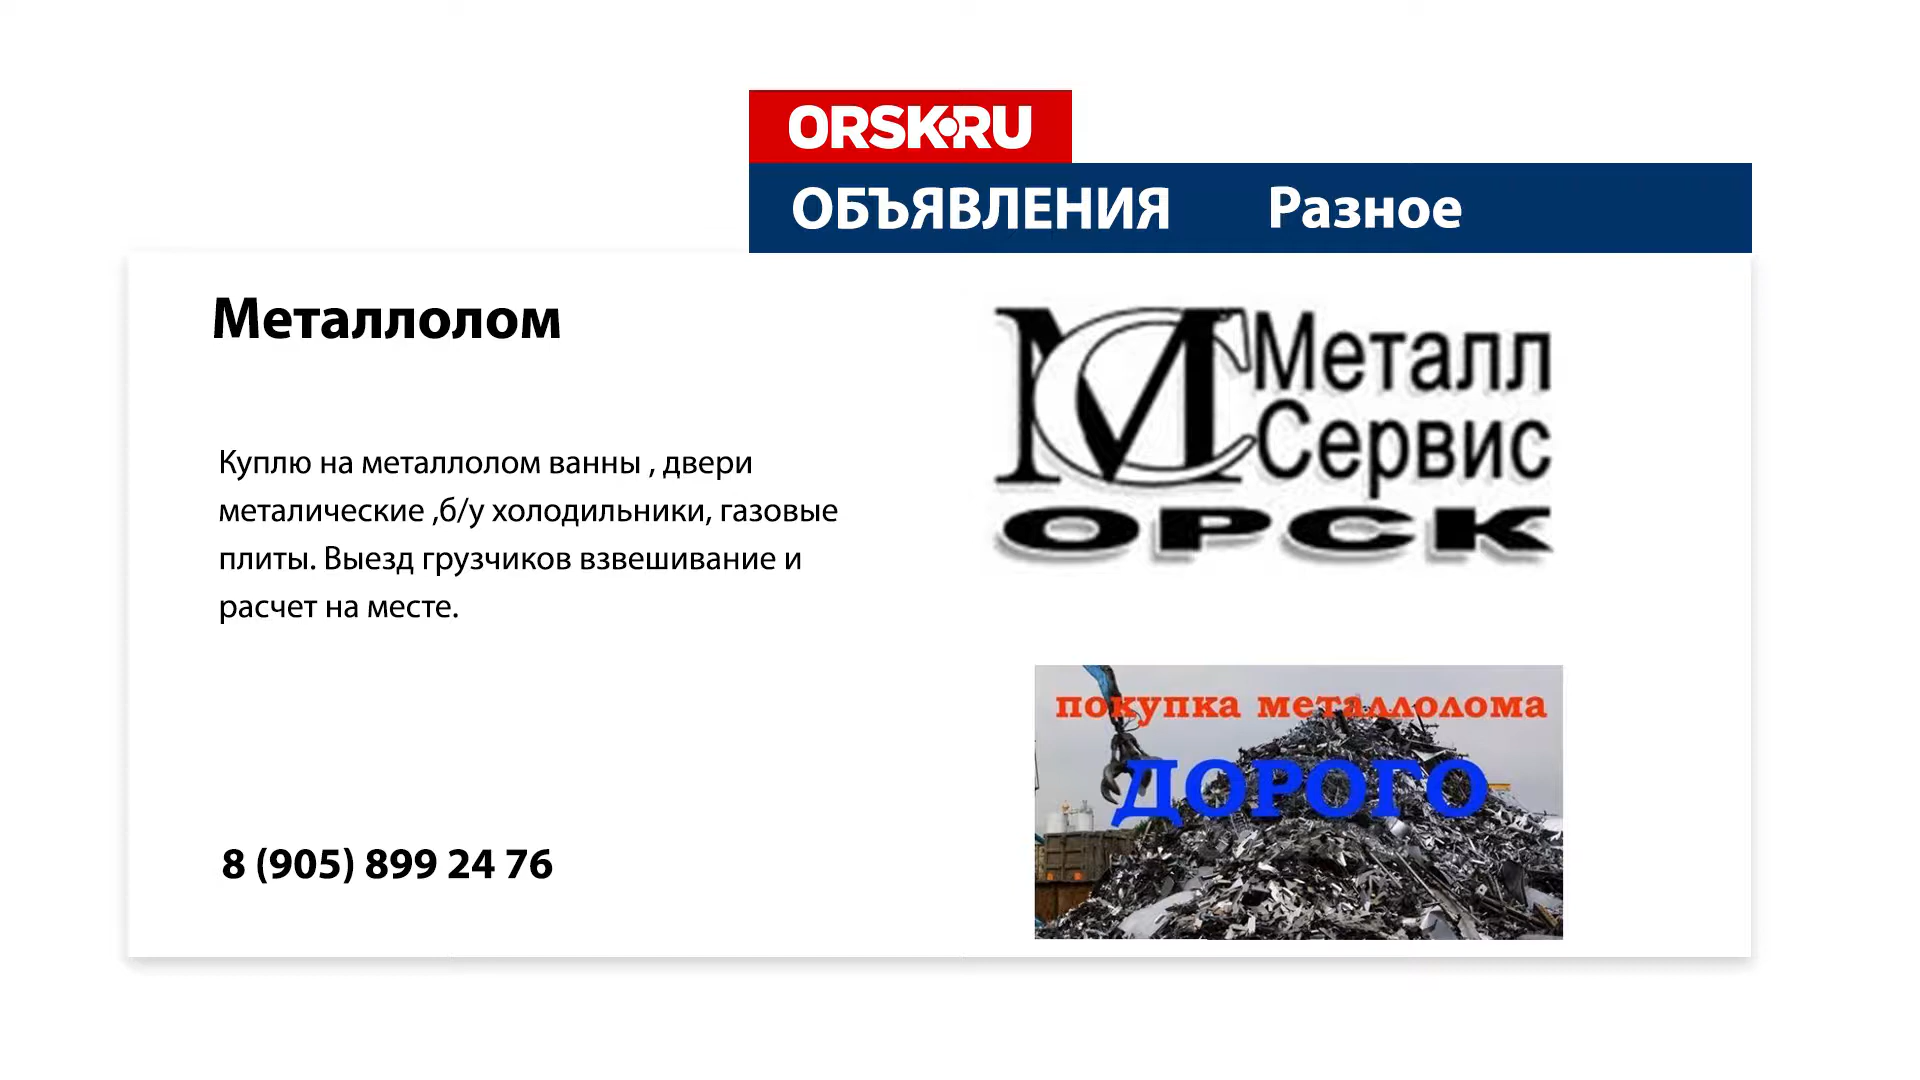 ORSK.RU
ОБЪЯВЛЕНИЯ Разное
Металлолом
Куплю на металлолом ванны , двери
металические ,б/у холодильники, газовые
плиты. Выезд грузчиков взвешивание и
расчет на месте.
8 (905) 899 24 76
МС Металл
Сервис
ОРСК
покупка металлолома
ДОРОГО